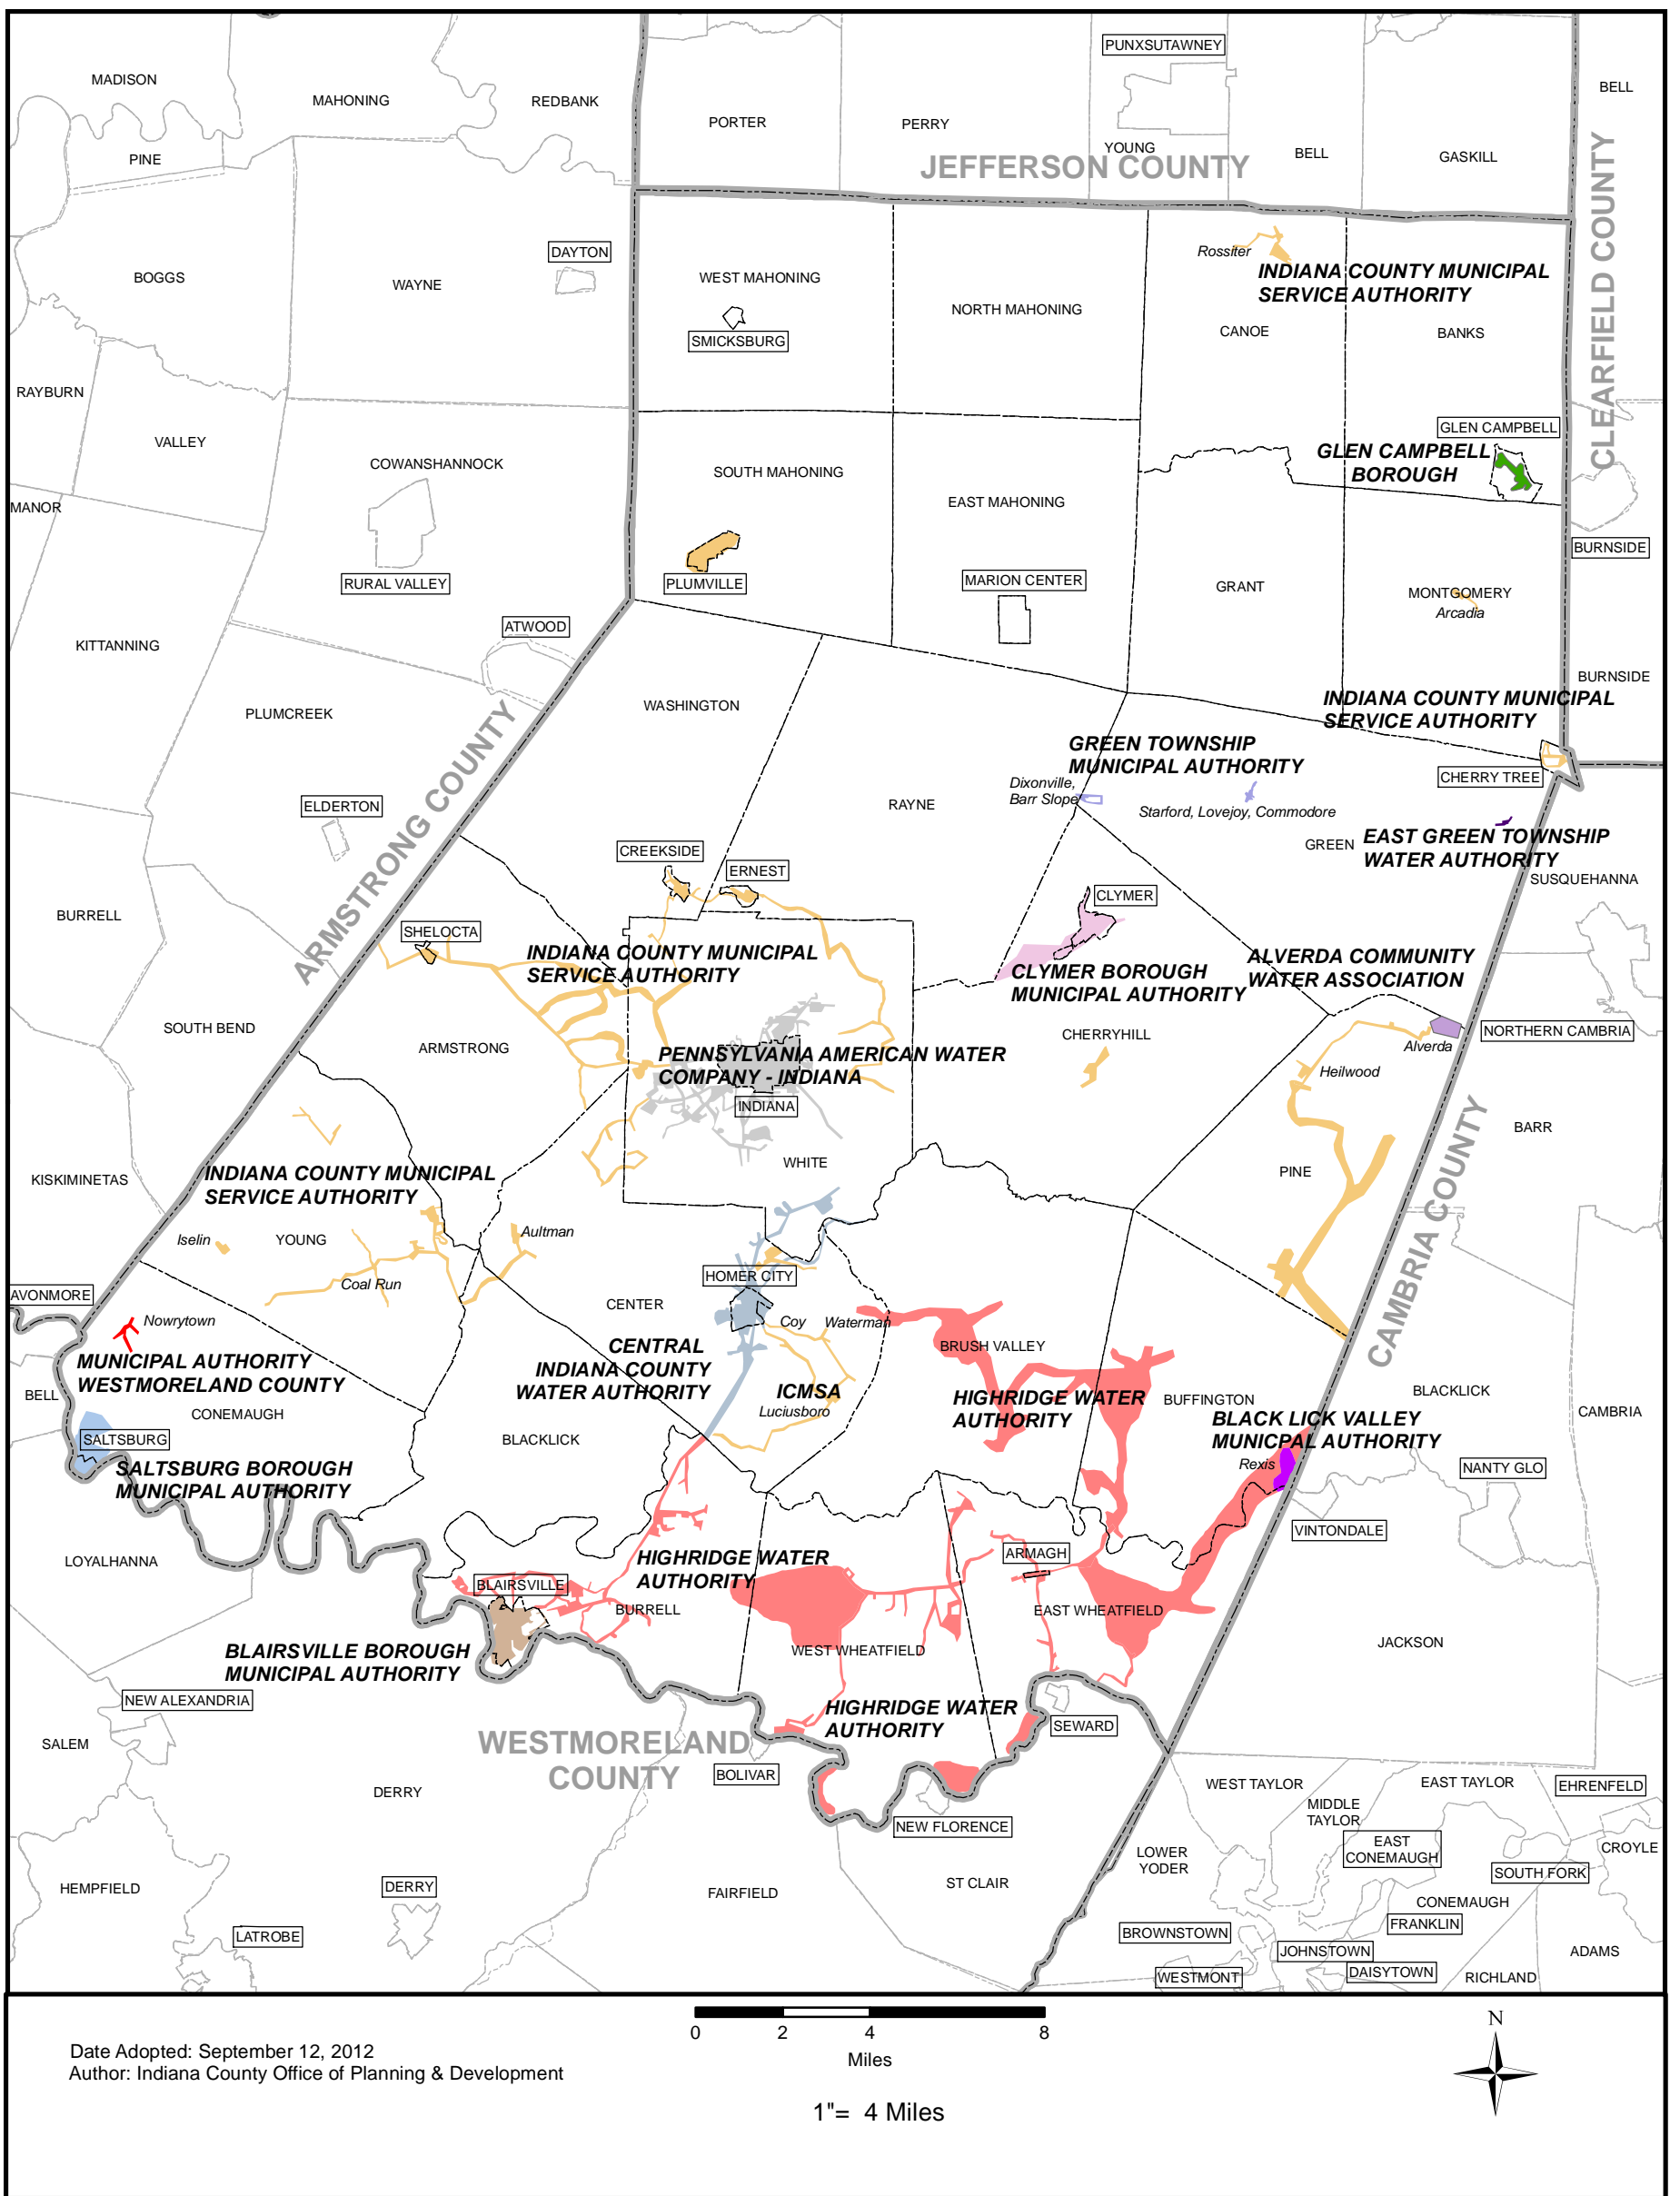 PUNXSUTAWNEY
MADISON
MAHONING
REDBANK
PORTER
PERRY
BELL
PINE
YOUNG
BELL
GASKILL
JEFFERSON COUNTY
CLEARFIELD COUNTY
DAYTON
Rossiter
BOGGS
WAYNE
WEST MAHONING
INDIANA COUNTY MUNICIPAL
SERVICE AUTHORITY
NORTH MAHONING
SMICKSBURG
CANOE
BANKS
RAYBURN
VALLEY
GLEN CAMPBELL
COWANSHANNOCK
SOUTH MAHONING
GLEN CAMPBELL
BOROUGH
MANOR
EAST MAHONING
BURNSIDE
RURAL VALLEY
PLUMVILLE
MARION CENTER
GRANT
MONTGOMERY
Arcadia
ATWOOD
KITTANNING
BURNSIDE
PLUMCREEK
WASHINGTON
INDIANA COUNTY MUNICIPAL
SERVICE AUTHORITY
ARMSTRONG COUNTY
GREEN TOWNSHIP
MUNICIPAL AUTHORITY
CHERRY TREE
Dixonville,
Barr Slope
Starford, Lovejoy, Commodore
ELDERTON
RAYNE
GREEN
EAST GREEN TOWNSHIP
WATER AUTHORITY
CREEKSIDE
ERNEST
SUSQUEHANNA
CLYMER
BURRELL
SHELOCTA
INDIANA COUNTY MUNICIPAL
SERVICE AUTHORITY
ALVERDA COMMUNITY
WATER ASSOCIATION
CLYMER BOROUGH
MUNICIPAL AUTHORITY
SOUTH BEND
ARMSTRONG
CHERRYHILL
NORTHERN CAMBRIA
Alverda
PENNSYLVANIA AMERICAN WATER
COMPANY - INDIANA
Heilwood
INDIANA
BARR
WHITE
PINE
KISKIMINETAS
INDIANA COUNTY MUNICIPAL
SERVICE AUTHORITY
CAMBRIA COUNTY
Iselin
YOUNG
Aultman
Coal Run
HOMER CITY
AVONMORE
CENTER
Nowrytown
Coy
Waterman
BRUSH VALLEY
MUNICIPAL AUTHORITY
WESTMORELAND COUNTY
CENTRAL
INDIANA COUNTY
WATER AUTHORITY
BELL
ICMSA
Luciusboro
HIGHRIDGE WATER
AUTHORITY
BUFFINGTON
BLACKLICK
CAMBRIA
CONEMAUGH
BLACK LICK VALLEY
MUNICPAL AUTHORITY
SALTSBURG
BLACKLICK
Rexis
NANTY GLO
SALTSBURG BOROUGH
MUNICIPAL AUTHORITY
VINTONDALE
LOYALHANNA
HIGHRIDGE WATER
AUTHORITY
ARMAGH
BLAIRSVILLE
BURRELL
EAST WHEATFIELD
JACKSON
BLAIRSVILLE BOROUGH
MUNICIPAL AUTHORITY
WEST WHEATFIELD
NEW ALEXANDRIA
HIGHRIDGE WATER
AUTHORITY
SEWARD
SALEM
WESTMORELAND
COUNTY
BOLIVAR
DERRY
WEST TAYLOR
EAST TAYLOR
EHRENFELD
MIDDLE
TAYLOR
NEW FLORENCE
EAST
CONEMAUGH
CROYLE
LOWER
YODER
SOUTH FORK
HEMPFIELD
DERRY
FAIRFIELD
ST CLAIR
CONEMAUGH
FRANKLIN
LATROBE
BROWNSTOWN
JOHNSTOWN
ADAMS
WESTMONT
DAISYTOWN
RICHLAND
0 2 4 8
Miles
1"= 4 Miles
Date Adopted: September 12, 2012
Author: Indiana County Office of Planning & Development
N